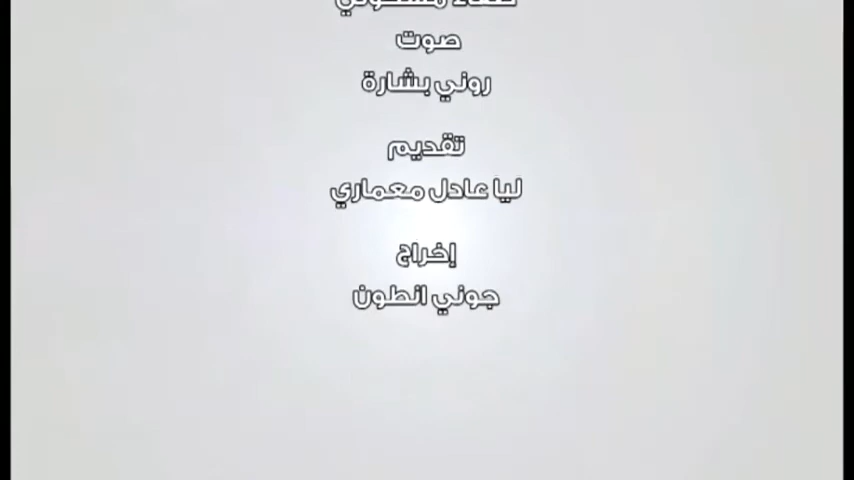 صوت
روني بشارة
تقديم
ليا عادل معماري
إخراج
جوني انطون